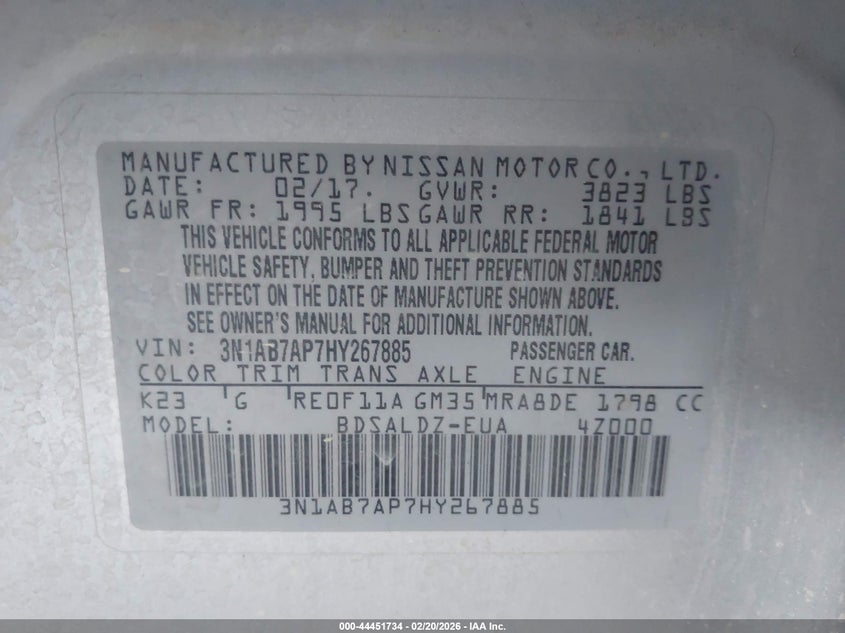 MANUFACTURED BY NISSAN MOTOR CO., LTD.
DATE: 02/17. GVWR: 3823 LBS
GAWR FR: 1995 LBS GAWR RR: 1841 LBS
THIS VEHICLE CONFORMS TO ALL APPLICABLE FEDERAL MOTOR
VEHICLE SAFETY, BUMPER AND THEFT PREVENTION STANDARDS
IN EFFECT ON THE DATE OF MANUFACTURE SHOWN ABOVE.
SEE OWNER'S MANUAL FOR ADDITIONAL INFORMATION.
VIN: 3N1AB7AP7HY267885 PASSENGER CAR.
COLOR TRIM TRANS AXLE ENGINE
K23 G RE0F11A GM35 MRA8DE 1798 CC
MODEL: BDSALDZ-EUA 4Z000
3N1AB7AP7HY267885
000-44451734 — 02/20/2026 - IAA Inc.